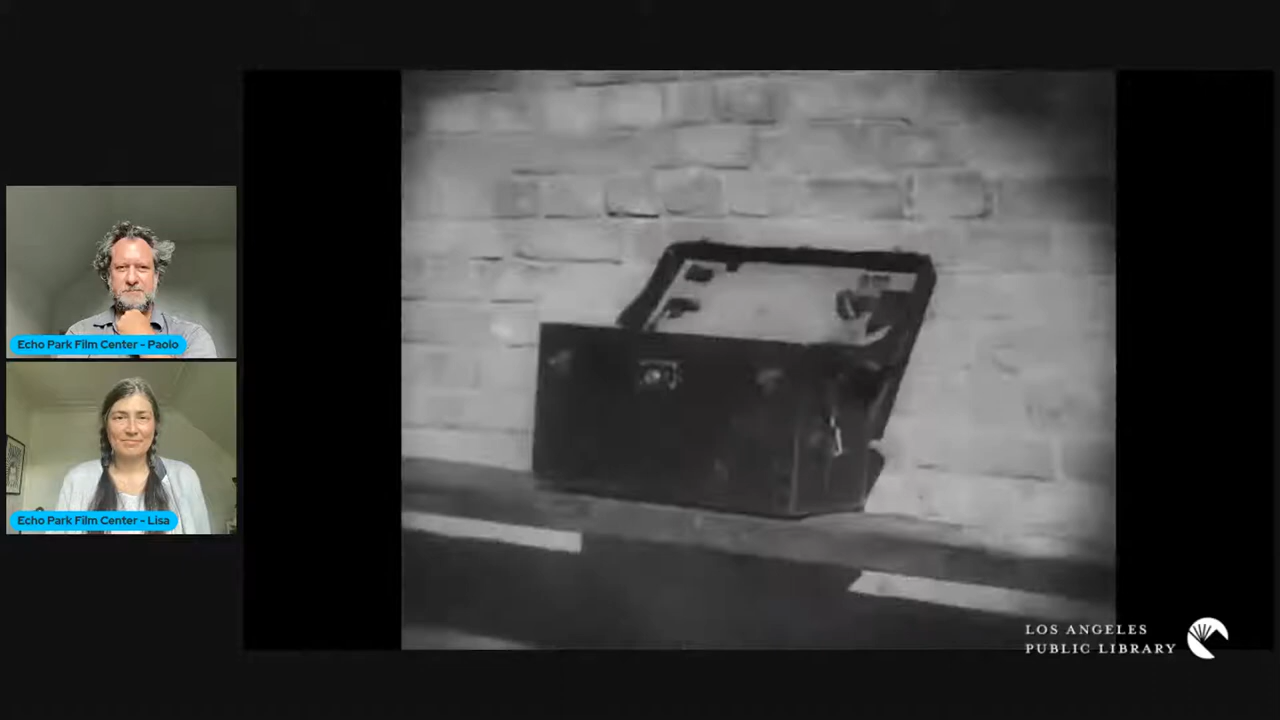 Echo Park Film Center - Paolo
Echo Park Film Center - Lisa
LOS ANGELES
PUBLIC LIBRARY